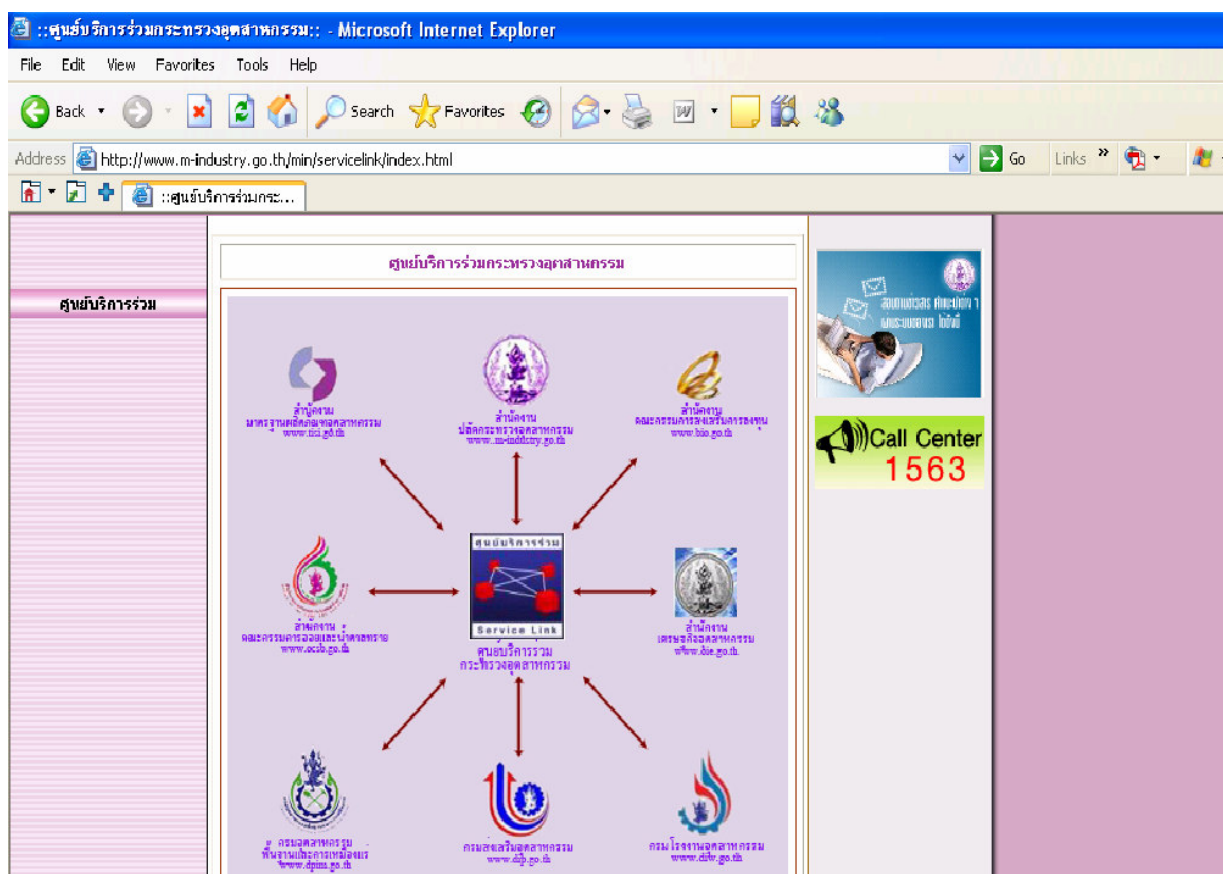 ::ศูนย์บริการร่วมกระทรวงอุตสาหกรรม:: - Microsoft Internet Explorer
File Edit View Favorites Tools Help
Back Search Favorites
Address http://www.m-industry.go.th/min/servicelink/index.html Go Links »
::ศูนย์บริการร่วมกระ...
ศูนย์บริการร่วมกระทรวงอุตสาหกรรม
ศูนย์บริการร่วม
สำนักงาน
มาตรฐานผลิตภัณฑ์อุตสาหกรรม
www.tisi.go.th
สำนักงาน
ปลัดกระทรวงอุตสาหกรรม
www.m-industry.go.th
สำนักงาน
คณะกรรมการส่งเสริมการลงทุน
Call Center
1563
สำนักงาน
คณะกรรมการอ้อยและน้ำตาลทราย
www.ocsb.go.th
ศูนย์บริการร่วม
Service Link
ศูนย์บริการร่วม
กระทรวงอุตสาหกรรม
สำนักงาน
เศรษฐกิจอุตสาหกรรม
www.oie.go.th
กรมอุตสาหกรรม
พื้นฐานและการเหมืองแร่
www.dpim.go.th
กรมส่งเสริมอุตสาหกรรม
www.dip.go.th
กรมโรงงานอุตสาหกรรม
www.diw.go.th